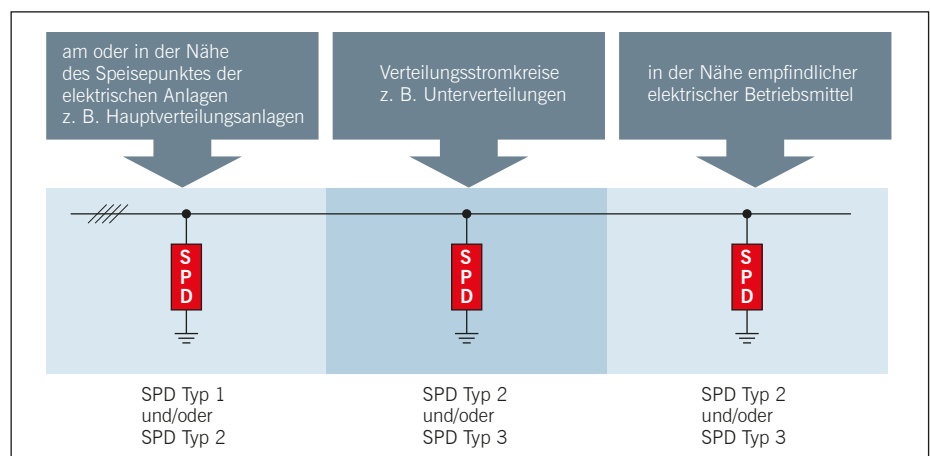 am oder in der Nähe
des Speisepunktes der
elektrischen Anlagen
z. B. Hauptverteilungsanlagen
Verteilungsstromkreise
z. B. Unterverteilungen
in der Nähe empfindlicher
elektrischer Betriebsmittel
S
P
D
S
P
D
S
P
D
SPD Typ 1
und/oder
SPD Typ 2
SPD Typ 2
und/oder
SPD Typ 3
SPD Typ 2
und/oder
SPD Typ 3